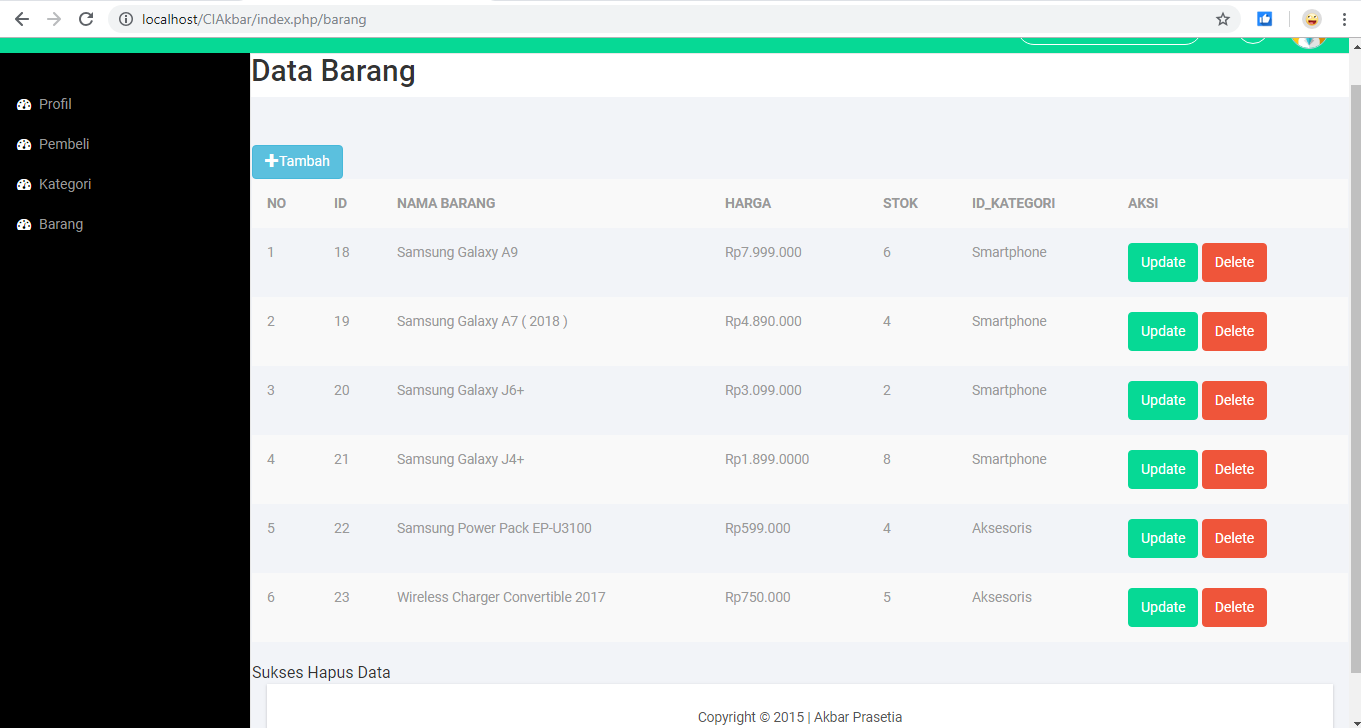 localhost/CIAkbar/index.php/barang
Data Barang
Profil
Pembeli
Kategori
Barang
Tambah
NO ID NAMA BARANG HARGA STOK ID_KATEGORI AKSI
1 18 Samsung Galaxy A9 Rp7.999.000 6 Smartphone Update Delete
2 19 Samsung Galaxy A7 ( 2018 ) Rp4.890.000 4 Smartphone Update Delete
3 20 Samsung Galaxy J6+ Rp3.099.000 2 Smartphone Update Delete
4 21 Samsung Galaxy J4+ Rp1.899.0000 8 Smartphone Update Delete
5 22 Samsung Power Pack EP-U3100 Rp599.000 4 Aksesoris Update Delete
6 23 Wireless Charger Convertible 2017 Rp750.000 5 Aksesoris Update Delete
Sukses Hapus Data
Copyright © 2015 | Akbar Prasetia